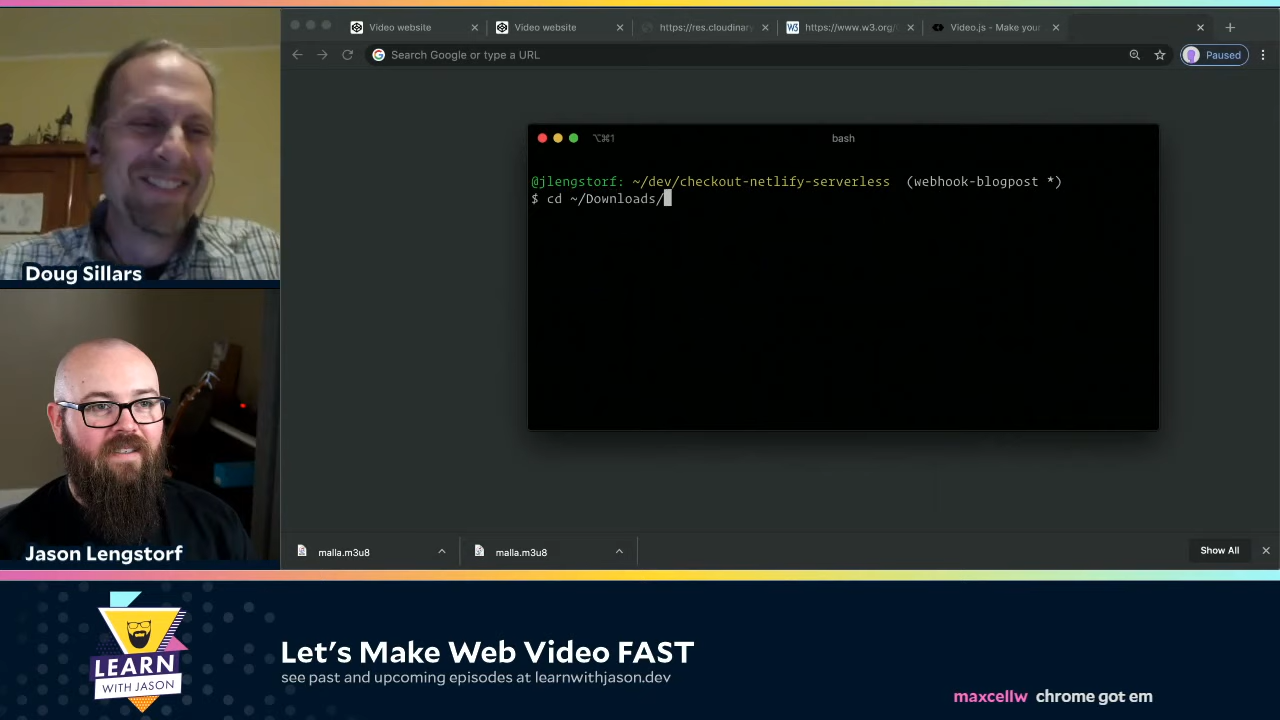 Video website
Video website
https://res.cloudinary
W3
https://www.w3.org/
Video.js - Make your
Search Google or type a URL
Paused
⌥⌘1
bash
@jlengstorf: ~/dev/checkout-netlify-serverless (webhook-blogpost *)
$ cd ~/Downloads/
Doug Sillars
Jason Lengstorf
malla.m3u8
malla.m3u8
Show All
LEARN
WITH JASON
Let's Make Web Video FAST
see past and upcoming episodes at learnwithjason.dev
maxcellw chrome got em